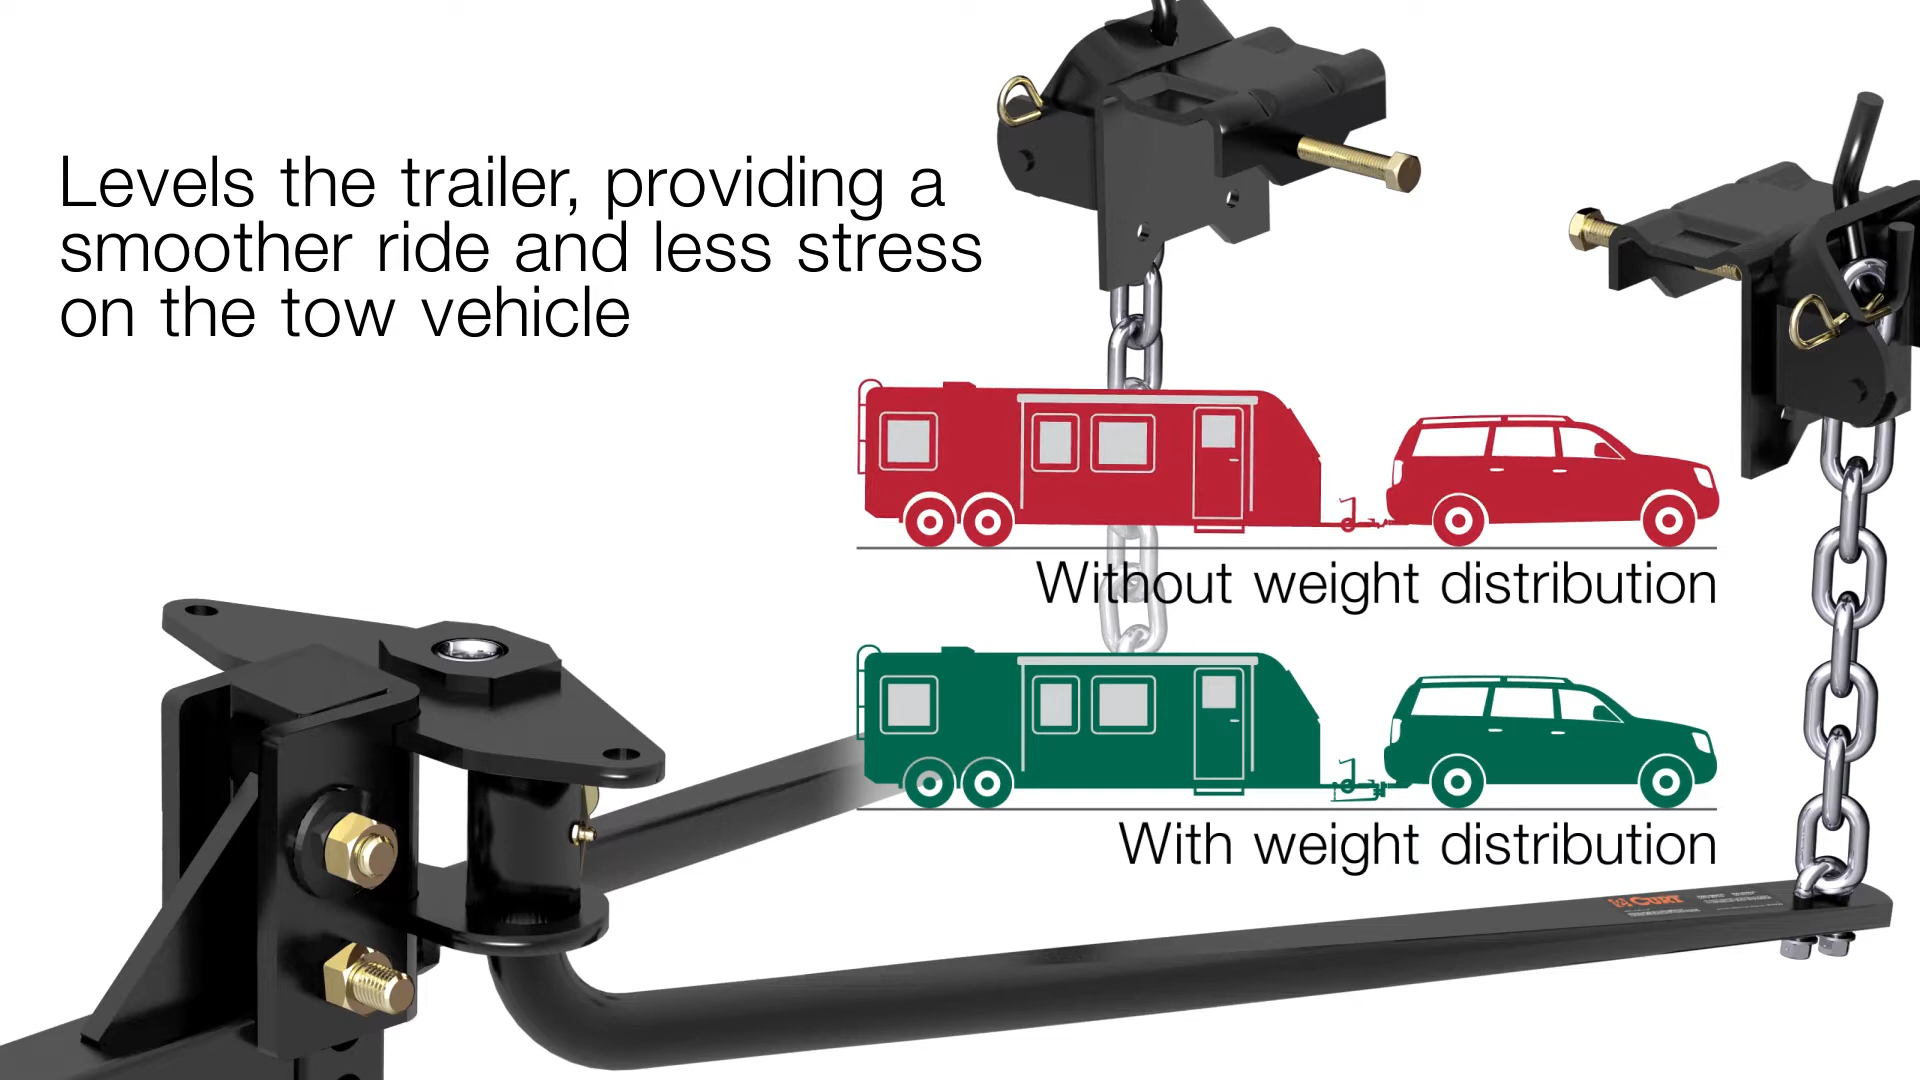 Levels the trailer, providing a
smoother ride and less stress
on the tow vehicle
Without weight distribution
With weight distribution
CURT